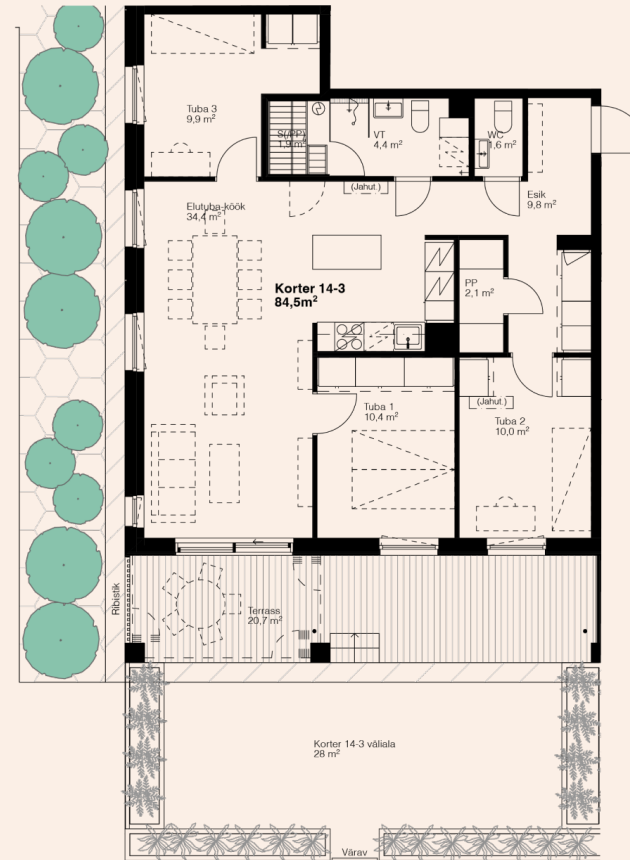 Tuba 3
9,9 m²
S(/PP)
1,9 m²
VT
4,4 m²
WC
1,6 m²
(Jahut.)
Esik
9,8 m²
Elutuba-köök
34,4 m²
Korter 14-3
84,5m²
PP
2,1 m²
Tuba 1
10,4 m²
(Jahut.)
Tuba 2
10,0 m²
Ribistik
Terrass
20,7 m²
Korter 14-3 väliala
28 m²
Värav